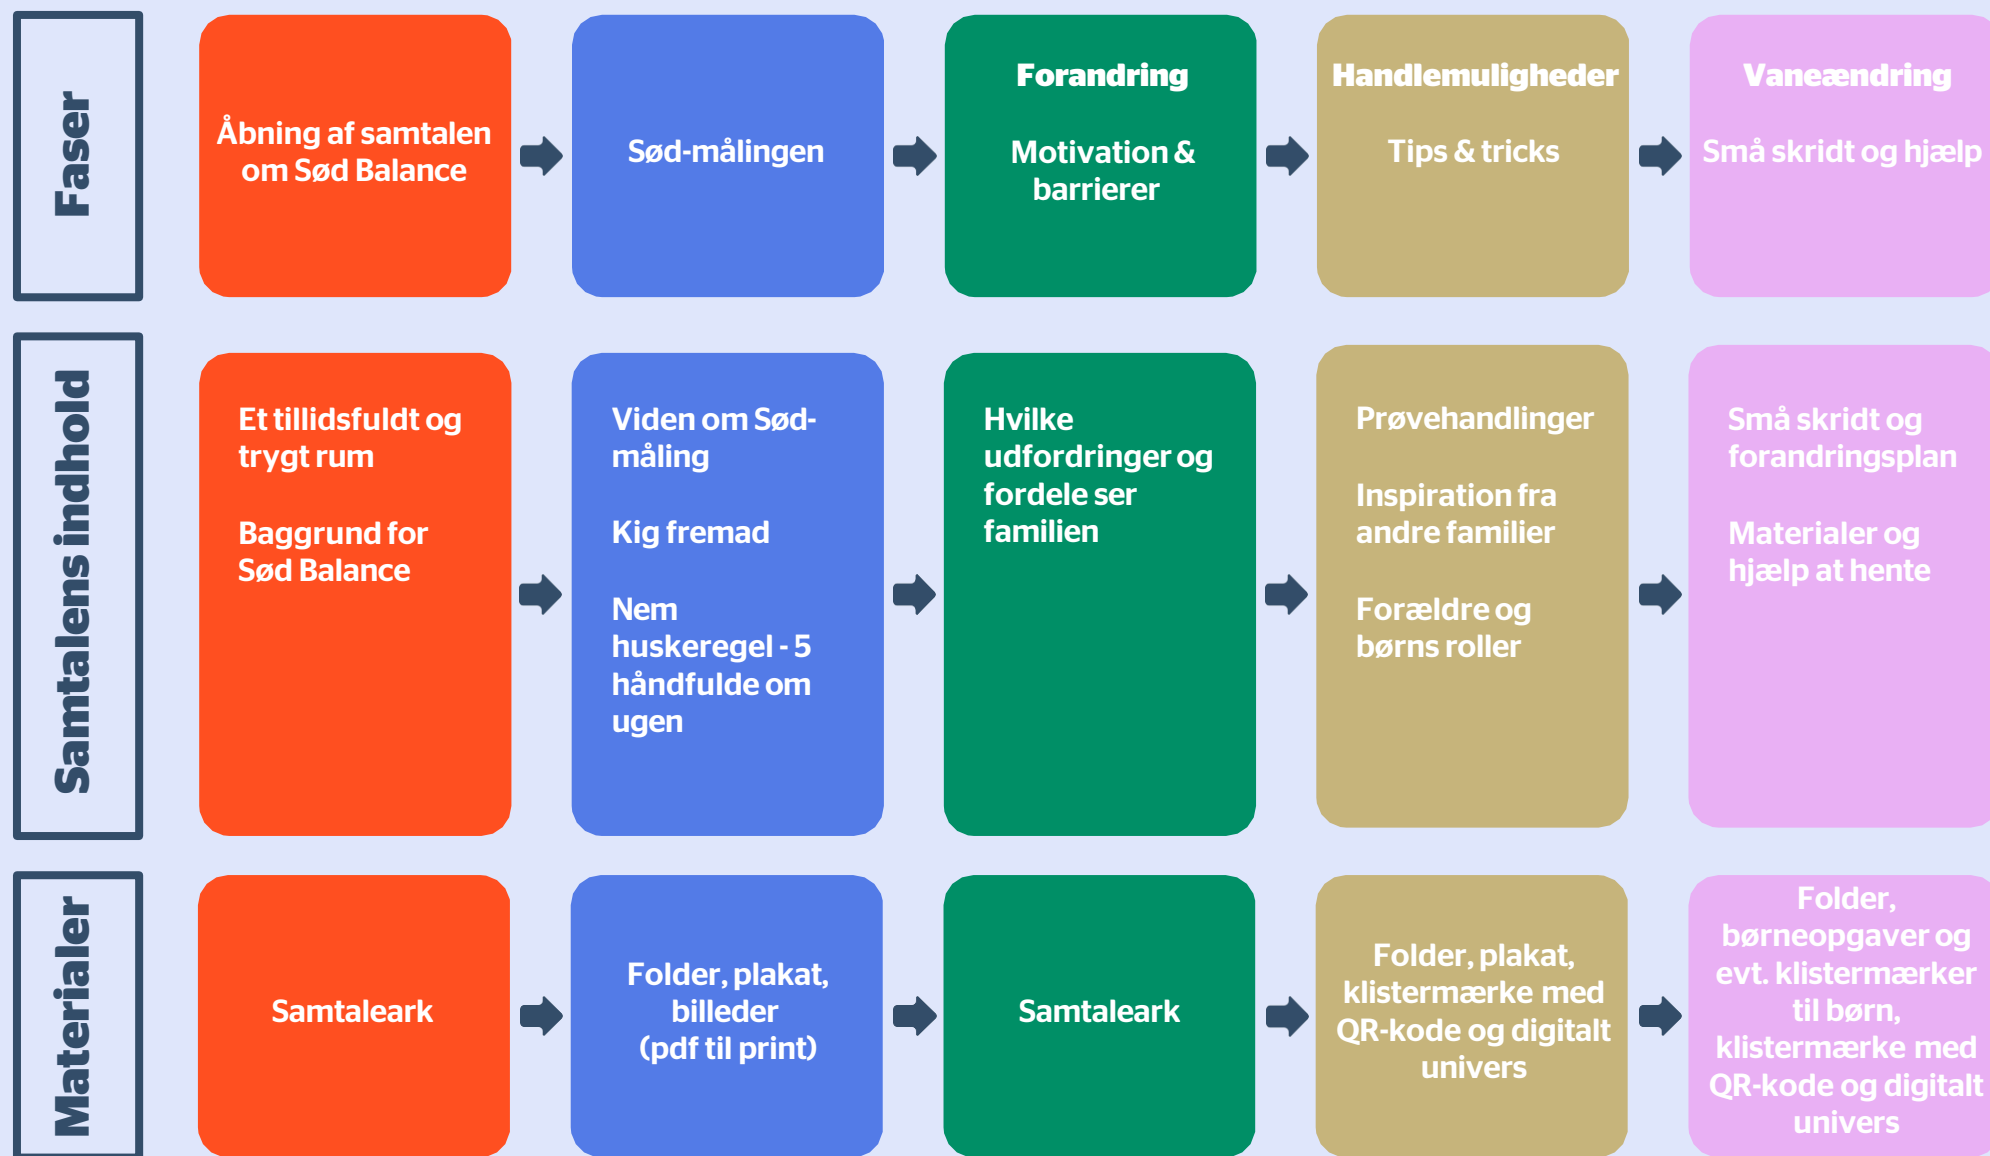 Faser
Åbning af samtalen
om Sød Balance
Sød-målingen
Forandring
Motivation &
barrierer
Handlemuligheder
Tips & tricks
Vaneændring
Små skridt og hjælp
Samtalens indhold
Et tillidsfuldt og
trygt rum
Baggrund for
Sød Balance
Viden om Sød-
måling
Kig fremad
Nem
huskeregel - 5
håndfulde om
ugen
Hvilke
udfordringer og
fordele ser
familien
Prøvehandlinger
Inspiration fra
andre familier
Forældre og
børns roller
Små skridt og
forandringsplan
Materialer og
hjælp at hente
Materialer
Samtaleark
Folder, plakat,
billeder
(pdf til print)
Samtaleark
Folder, plakat,
klistermærke med
QR-kode og digitalt
univers
Folder,
børneopgaver og
evt. klistermærker
til børn,
klistermærke med
QR-kode og digitalt
univers